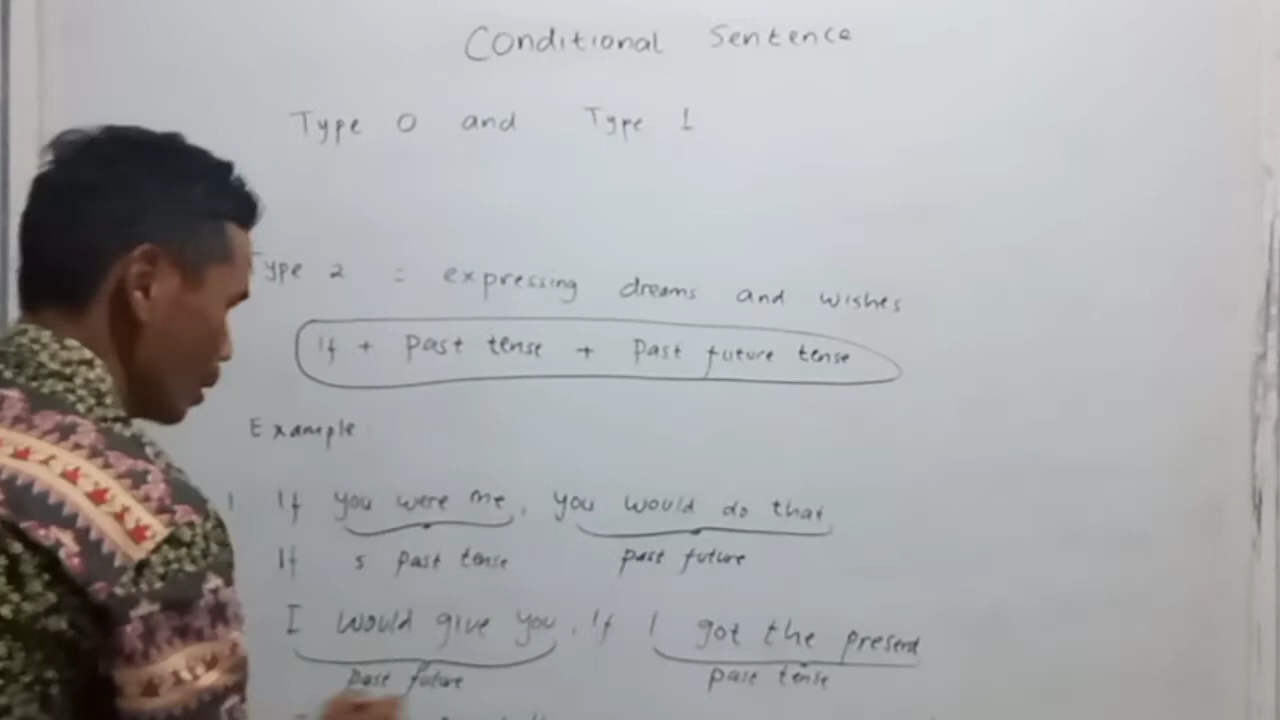 Conditional Sentence
Type 0 and Type 1
Type 2 : expressing dreams and wishes
If + Past tense + Past future tense
Example
1 If you were me, you would do that
If s past tense past future
I would give you, if I got the present
past future past tense